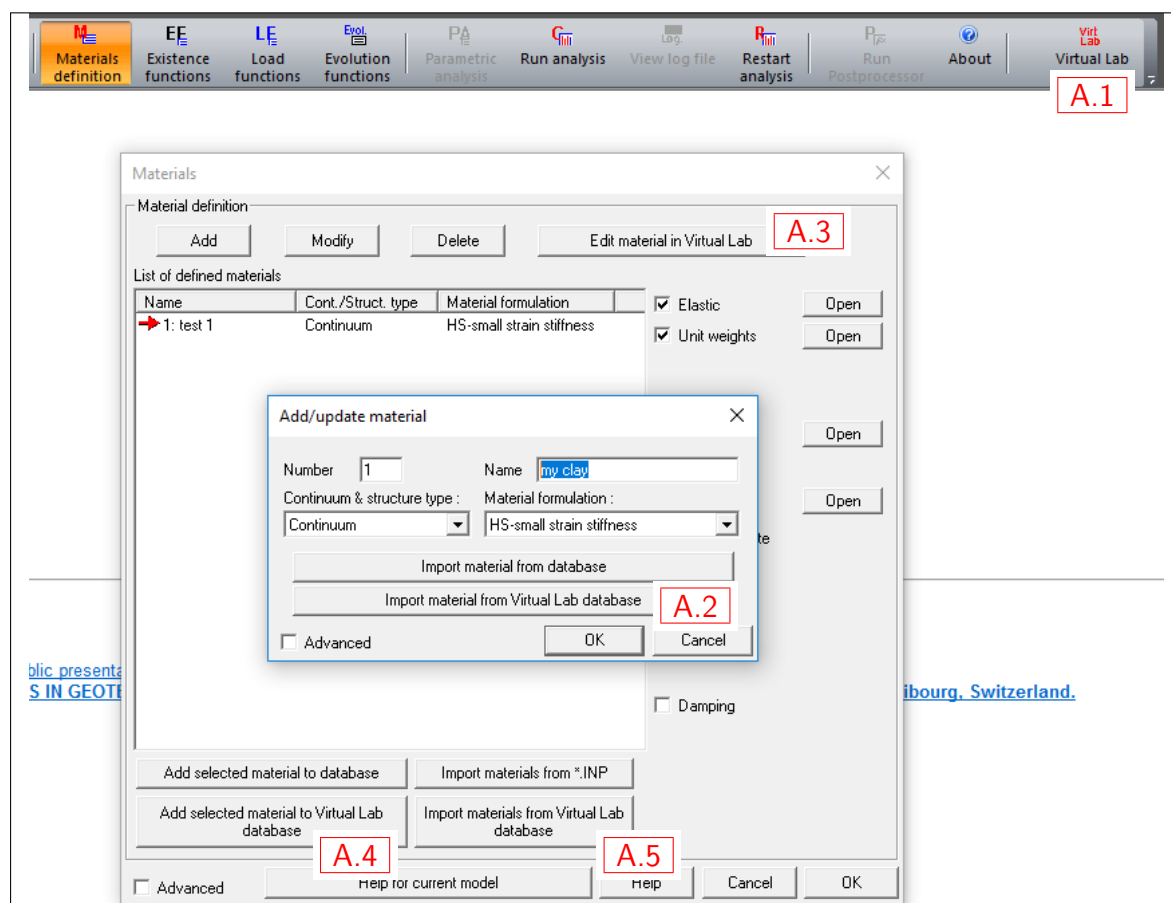 M EF LF Evol PA C Log R P Virt Lab
Materials definition
Existence functions
Load functions
Evolution functions
Parametric analysis
Run analysis
View log file
Restart analysis
Run Postprocessor
About
Virtual Lab
A.1
Materials
Material definition
Add Modify Delete Edit material in Virtual Lab A.3
List of defined materials
Name Cont./Struct. type Material formulation
1: test 1 Continuum HS-small strain stiffness
Elastic Open
Unit weights Open
Open
Open
Add/update material
Number 1 Name my clay
Continuum & structure type : Material formulation :
Continuum HS-small strain stiffness
te
Import material from database
Import material from Virtual Lab database A.2
Advanced OK Cancel
blic presenta
S IN GEOTE
ibourg, Switzerland.
Damping
Add selected material to database Import materials from *.INP
Add selected material to Virtual Lab database
Import materials from Virtual Lab database
A.4 A.5
Advanced Help for current model Help Cancel OK